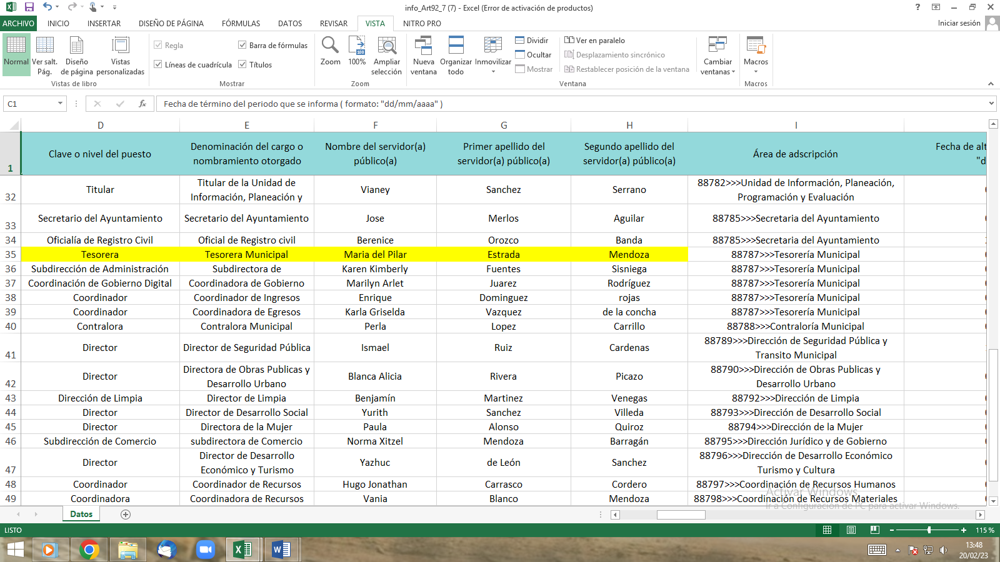 info_Art92_7 (7) - Excel (Error de activación de productos)
ARCHIVO INICIO INSERTAR DISEÑO DE PÁGINA FÓRMULAS DATOS REVISAR VISTA NITRO PRO Iniciar sesión
Normal Ver salt. Pág. Diseño de página Vistas personalizadas
Vistas de libro
Regla Barra de fórmulas
Líneas de cuadrícula Títulos
Mostrar
Zoom 100% Ampliar selección
Zoom
Nueva ventana Organizar todo Inmovilizar
Dividir Ver en paralelo
Ocultar Desplazamiento sincrónico
Mostrar Restablecer posición de la ventana
Cambiar ventanas
Ventana
Macros
Macros
C1 fx Fecha de término del periodo que se informa ( formato: "dd/mm/aaaa" )
D E F G H I
1 Clave o nivel del puesto Denominación del cargo o nombramiento otorgado Nombre del servidor(a) público(a) Primer apellido del servidor(a) público(a) Segundo apellido del servidor(a) público(a) Área de adscripción Fecha de alt "d
32 Titular Titular de la Unidad de Información, Planeación y Vianey Sanchez Serrano 88782>>>Unidad de Información, Planeación, Programación y Evaluación
33 Secretario del Ayuntamiento Secretario del Ayuntamiento Jose Merlos Aguilar 88785>>>Secretaria del Ayuntamiento
34 Oficialía de Registro Civil Oficial de Registro civil Berenice Orozco Banda 88785>>>Secretaria del Ayuntamiento
35 Tesorera Tesorera Municipal Maria del Pilar Estrada Mendoza 88787>>>Tesorería Municipal
36 Subdirección de Administración Subdirectora de Karen Kimberly Fuentes Sisniega 88787>>>Tesorería Municipal
37 Coordinación de Gobierno Digital Coordinadora de Gobierno Marilyn Arlet Juarez Rodríguez 88787>>>Tesorería Municipal
38 Coordinador Coordinador de Ingresos Enrique Dominguez rojas 88787>>>Tesorería Municipal
39 Coordinador Coordinadora de Egresos Karla Griselda Vazquez de la concha 88787>>>Tesorería Municipal
40 Contralora Contralora Municipal Perla Lopez Carrillo 88788>>>Contraloría Municipal
41 Director Director de Seguridad Pública Ismael Ruiz Cardenas 88789>>>Dirección de Seguridad Pública y Transito Municipal
42 Director Directora de Obras Publicas y Desarrollo Urbano Blanca Alicia Rivera Picazo 88790>>>Dirección de Obras Publicas y Desarrollo Urbano
43 Dirección de Limpia Director de Limpia Benjamín Martinez Venegas 88792>>>Dirección de Limpia
44 Director Director de Desarrollo Social Yurith Sanchez Villeda 88793>>>Dirección de Desarrollo Social
45 Director Directora de la Mujer Paula Alonso Quiroz 88794>>>Dirección de la Mujer
46 Subdirección de Comercio subdirectora de Comercio Norma Xitzel Mendoza Barragán 88795>>>Dirección Jurídico y de Gobierno
47 Director Director de Desarrollo Económico y Turismo Yazhuc de León Sanchez 88796>>>Dirección de Desarrollo Económico Turismo y Cultura
48 Coordinador Coordinador de Recursos Hugo Jonathan Carrasco Cordero 88797>>>Coordinación de Recursos Humanos
49 Coordinadora Coordinadora de Recursos Vania Blanco Mendoza 88798>>>Coordinación de Recursos Materiales
Activar Windows
Ir a Configuración de PC para activar Windows.
Datos
LISTO 115 %
13:48
20/02/23